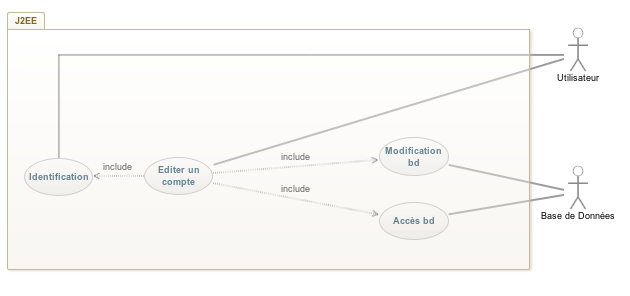 J2EE
Utilisateur
include
include
include
Identification
Editer un
compte
Modification
bd
Accès bd
Base de Données